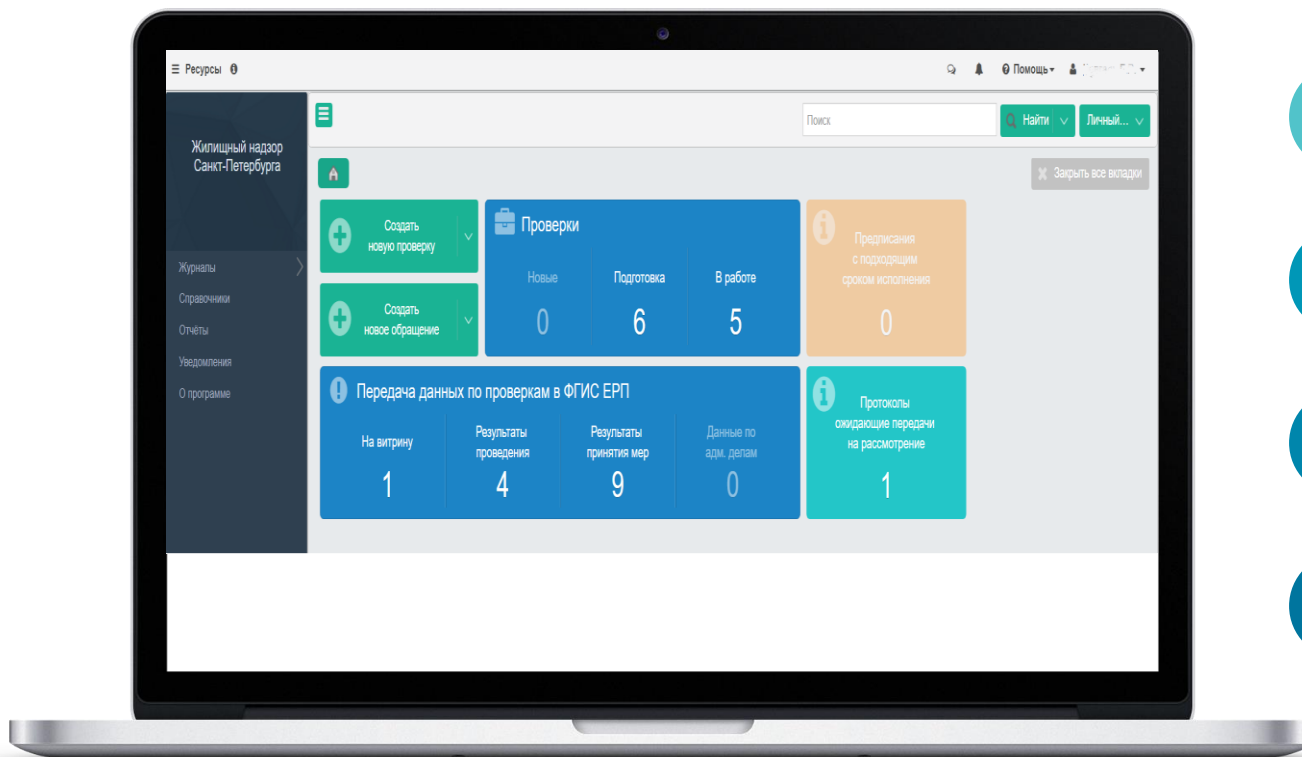 Ресурсы
Помощь
Жилищный надзор
Санкт-Петербурга
Поиск
Найти
Личный...
Закрыть все вкладки
Журналы
Справочники
Отчёты
Уведомления
О программе
Создать
новую проверку
Создать
новое обращение
Проверки
Новые
Подготовка
В работе
0
6
5
Предписания
с подходящим
сроком исполнения
0
Передача данных по проверкам в ФГИС ЕРП
На витрину
Результаты
проведения
Результаты
принятия мер
Данные по
адм. делам
1
4
9
0
Протоколы
ожидающие передачи
на рассмотрение
1